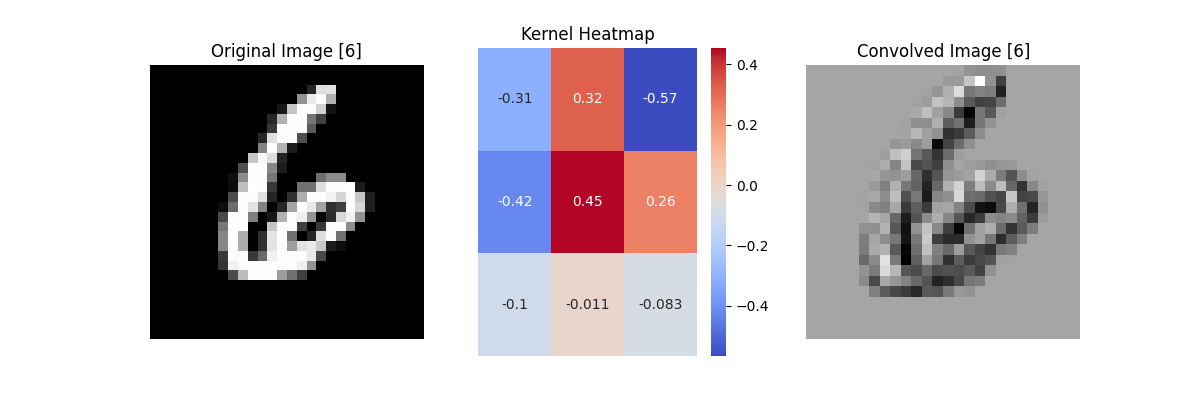 Original Image [6]
Kernel Heatmap
Convolved Image [6]
-0.31 0.32 -0.57
-0.42 0.45 0.26
-0.1 -0.011 -0.083
0.4
0.2
0.0
−0.2
−0.4
6